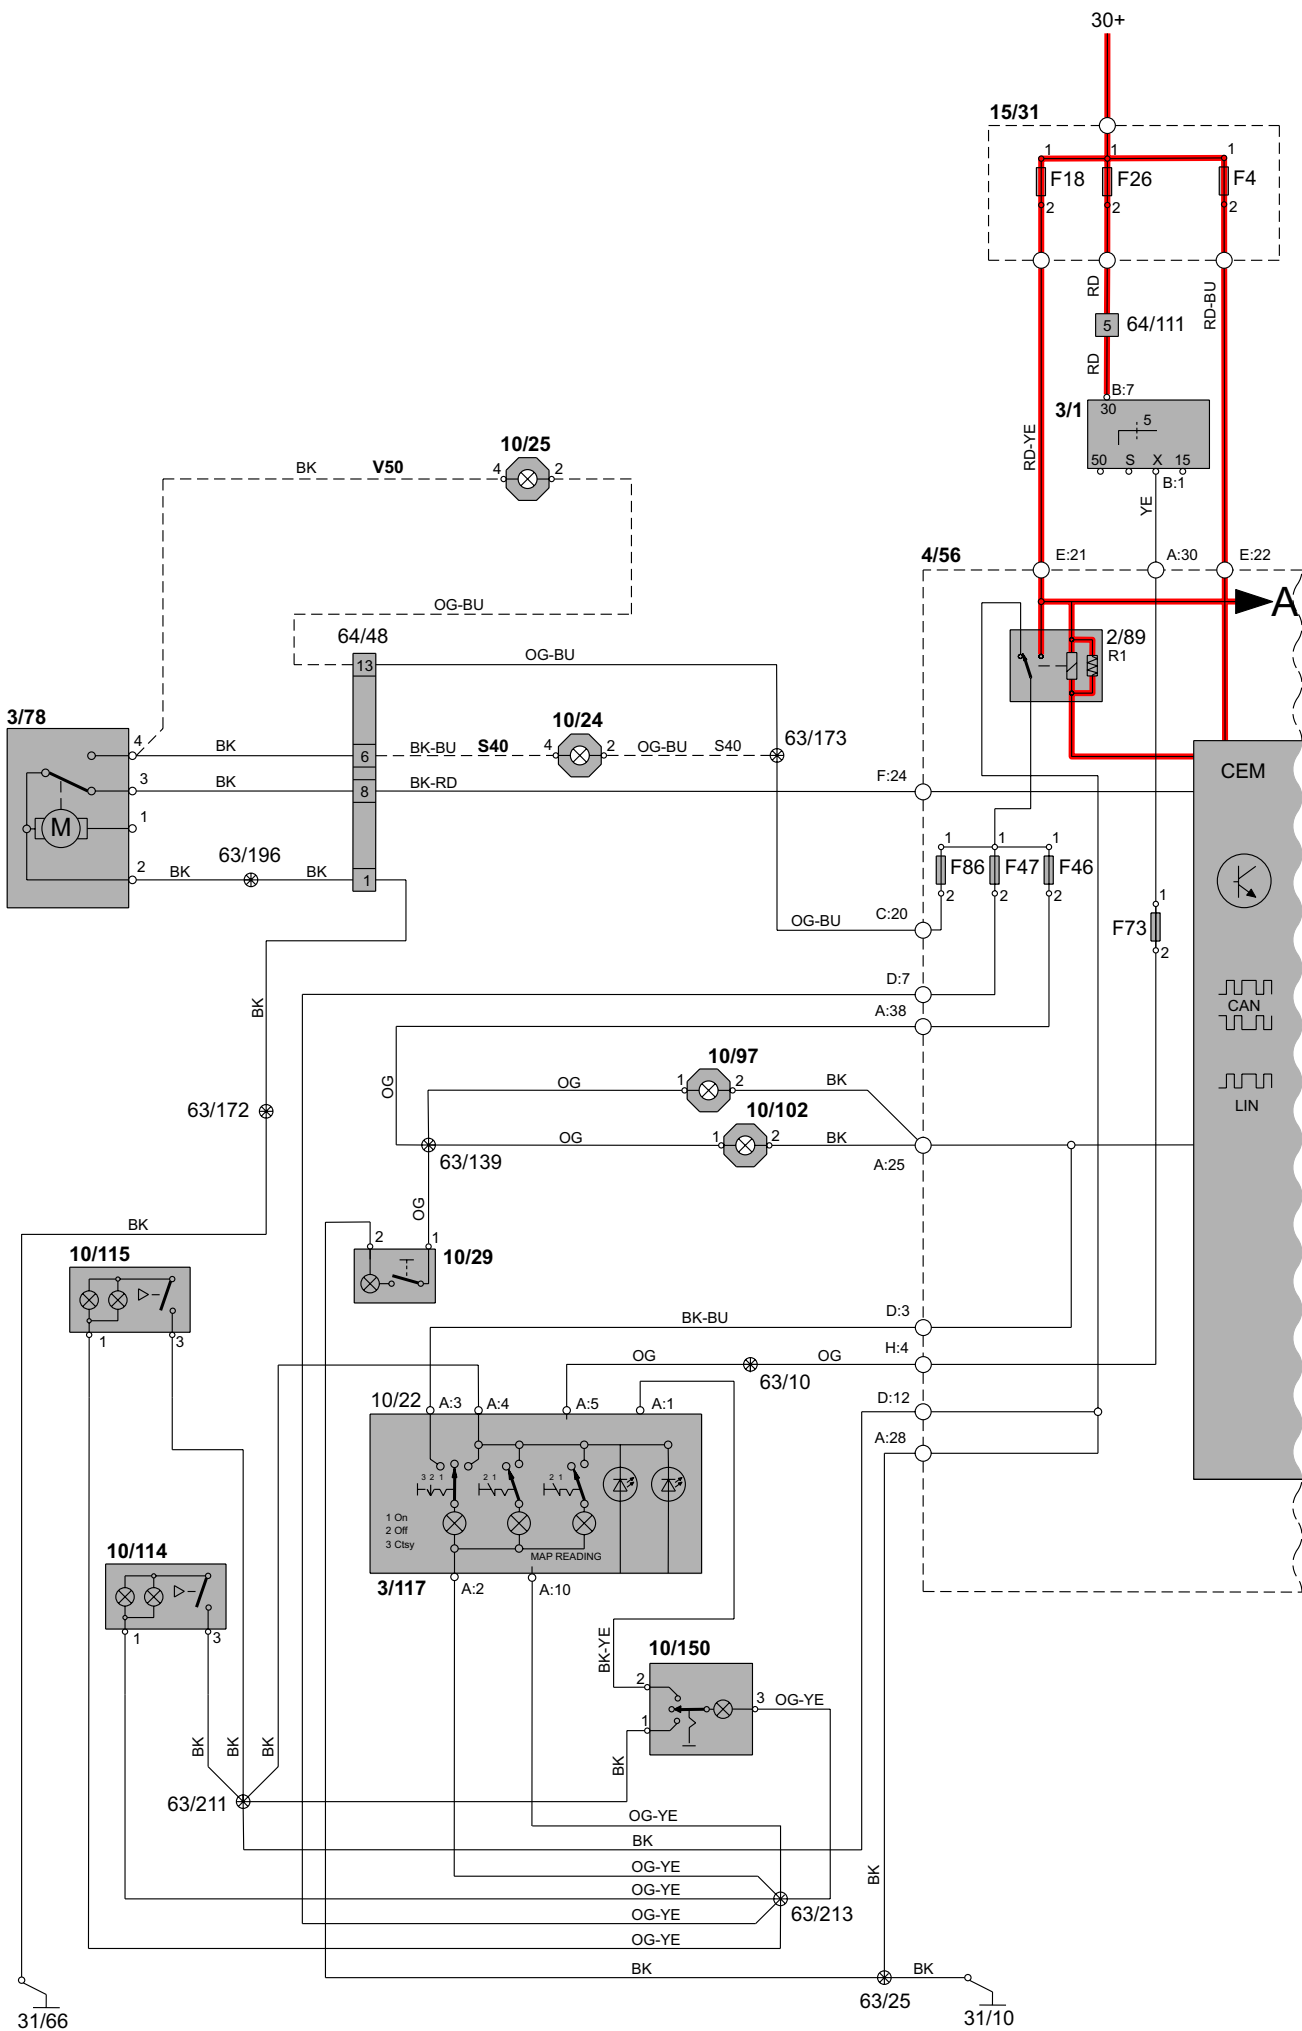 30+
15/31
1 1 1
F18 F26 F4
2 2 2
RD RD-BU
5 64/111
RD
B:7
3/1 30
5
RD-YE
50 S X 15
B:1
YE
10/25
BK V50 4 2
4/56 E:21 A:30 E:22
A
OG-BU
64/48 2/89
R1
13 OG-BU
3/78 10/24
4 BK 6 BK-BU S40 4 2 OG-BU S40 63/173
CEM
3 BK 8 BK-RD F:24
M 1
1 1 1
63/196 F86 F47 F46
2 BK BK 1
2 2 2
1
OG-BU C:20 F73
2
D:7
BK A:38
CAN
10/97
OG 1 2 BK
OG
LIN
63/172 10/102
OG 1 2 BK
63/139 A:25
OG
BK
2 1
10/115 10/29
BK-BU D:3
1 3
OG OG H:4
63/10
10/22 A:3 A:4 A:5 A:1 D:12
A:28
3 2 1 2 1 2 1
1 On
2 Off
3 Ctsy
MAP READING
10/114
3/117 A:2 A:10
1 3
BK-YE
10/150
2
3 OG-YE
1
BK BK BK BK
63/211
OG-YE
BK
OG-YE
BK
OG-YE
63/213
OG-YE
OG-YE
BK BK
63/25
31/66 31/10